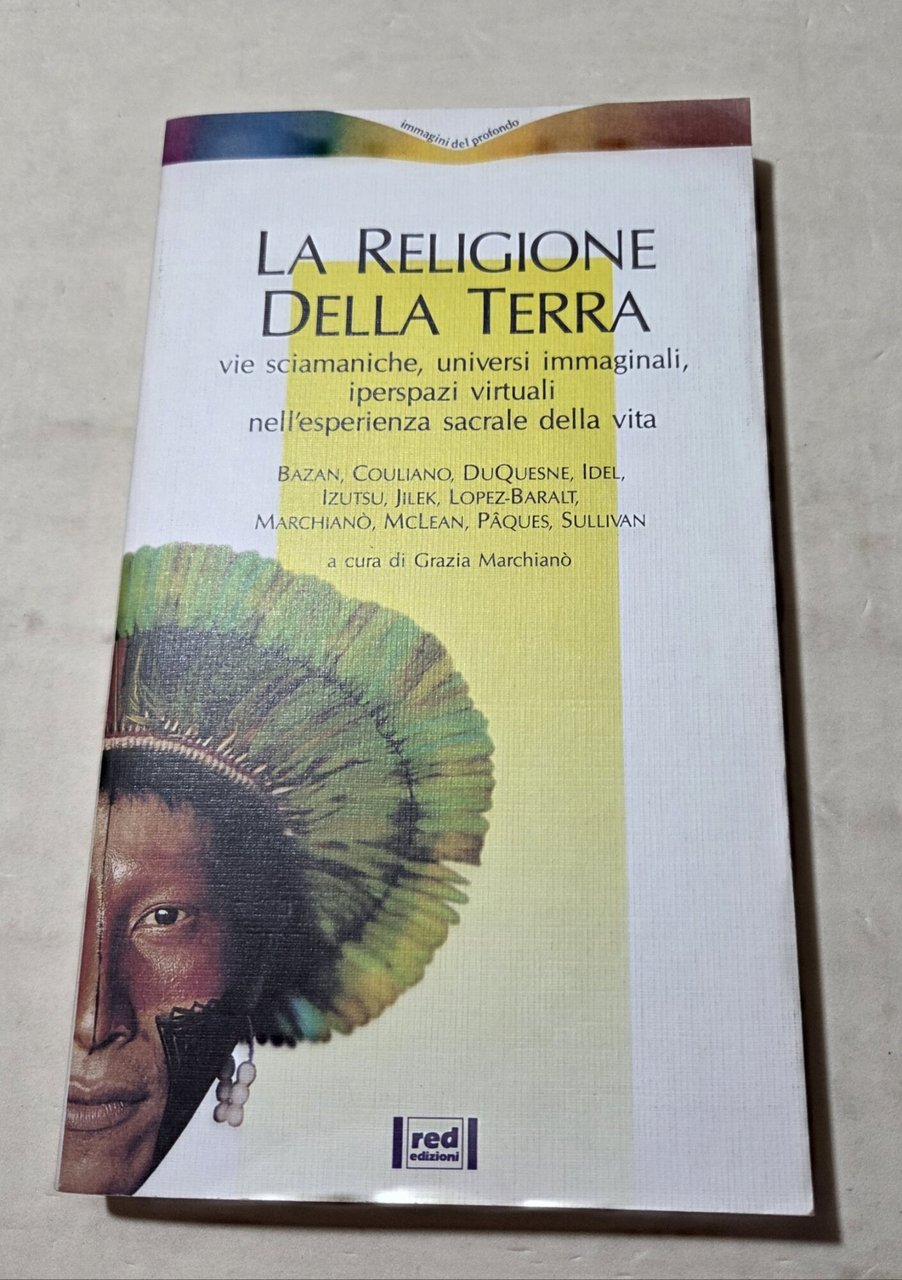 immagini del profondo
LA RELIGIONE
DELLA TERRA
vie sciamaniche, universi immaginali,
iperspazi virtuali
nell'esperienza sacrale della vita
BAZAN, COULIANO, DUQUESNE, IDEL,
IZUTSU, JILEK, LOPEZ-BARALT,
MARCHIANÒ, MCLEAN, PÂQUES, SULLIVAN
a cura di Grazia Marchianò
red
edizioni